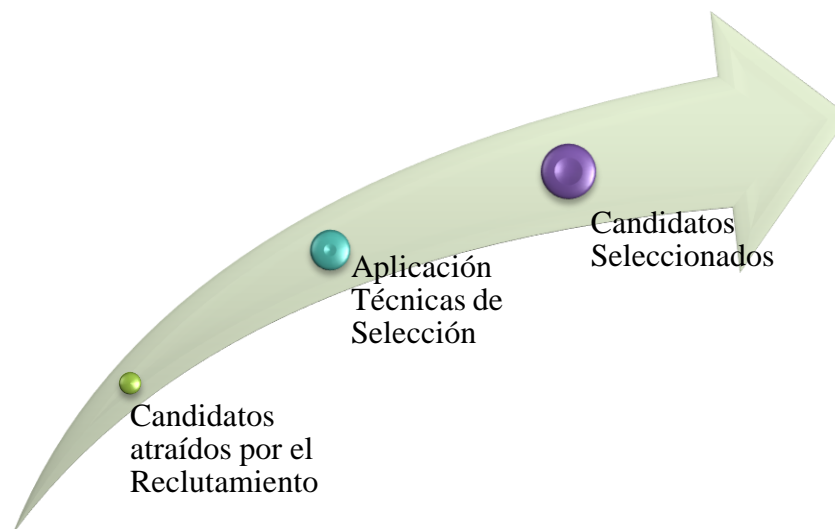 Candidatos
atraídos por el
Reclutamiento
Aplicación
Técnicas de
Selección
Candidatos
Seleccionados